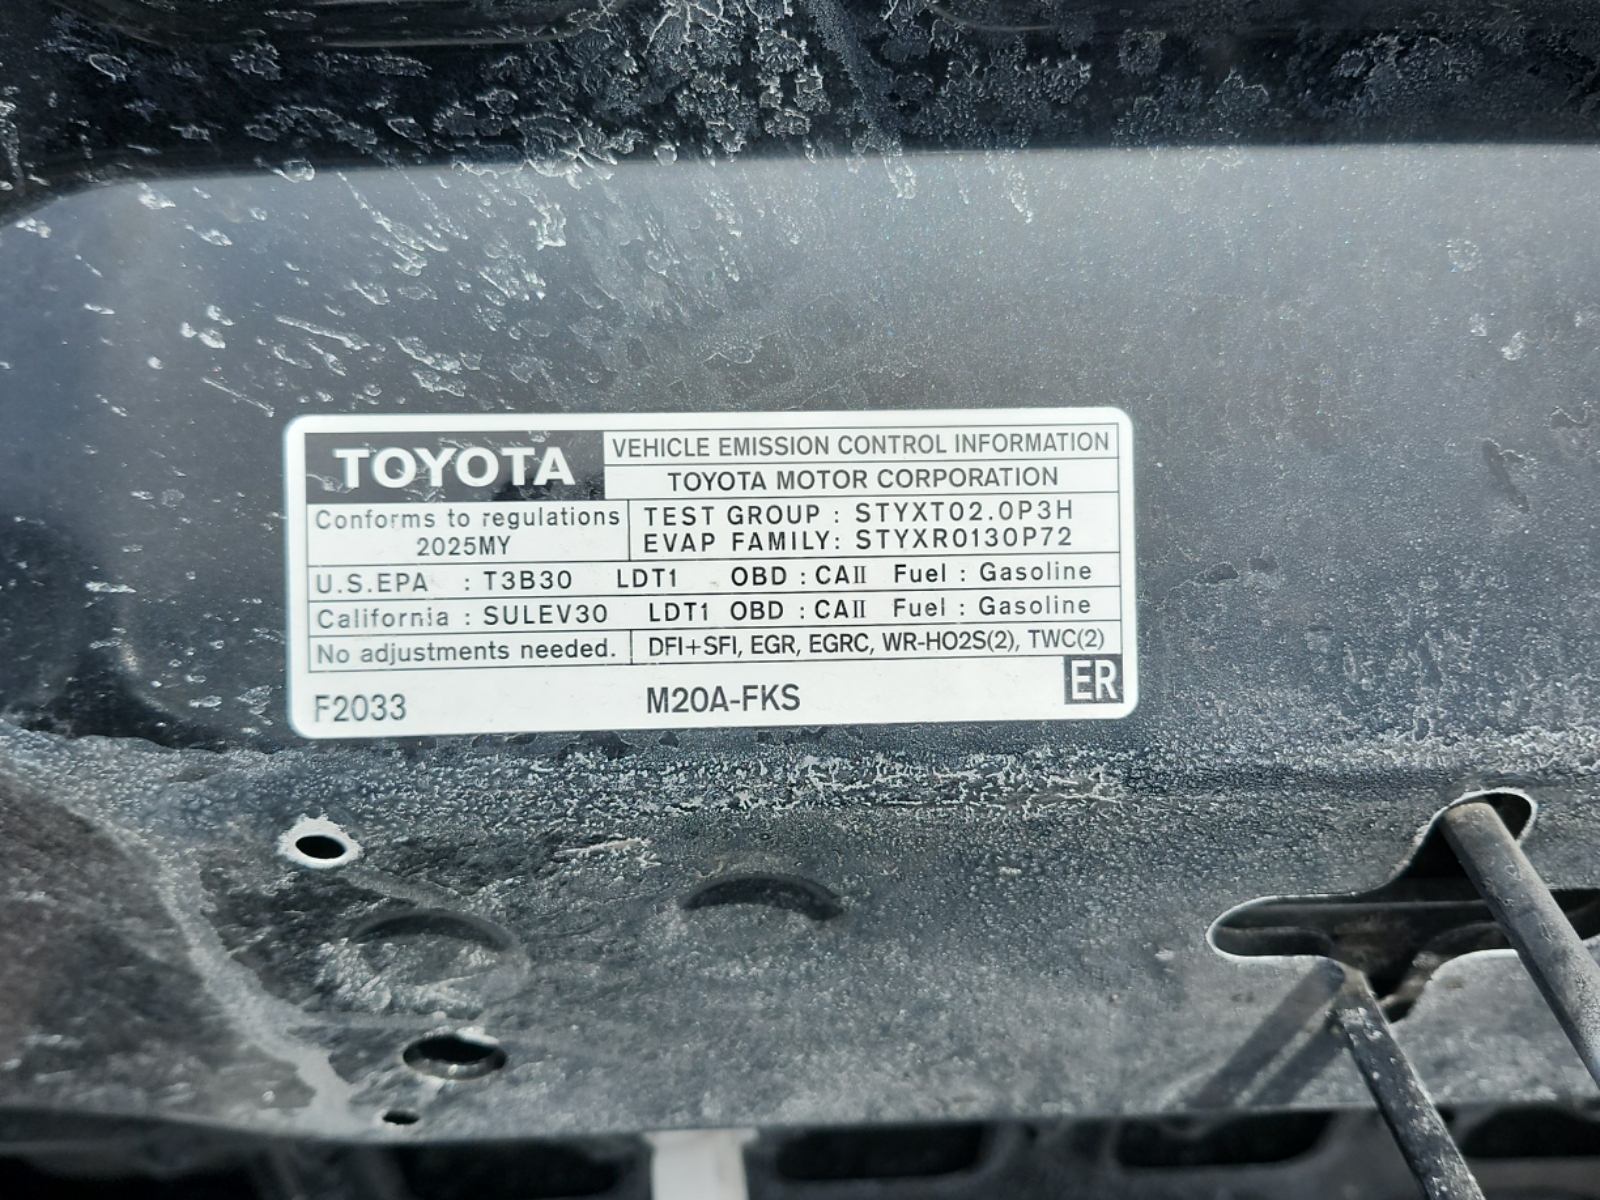 TOYOTA
VEHICLE EMISSION CONTROL INFORMATION
TOYOTA MOTOR CORPORATION
Conforms to regulations
2025MY
TEST GROUP : STYXT02.0P3H
EVAP FAMILY: STYXR0130P72
U.S.EPA : T3B30 LDT1 OBD : CAII Fuel : Gasoline
California : SULEV30 LDT1 OBD : CAII Fuel : Gasoline
No adjustments needed. DFI+SFI, EGR, EGRC, WR-HO2S(2), TWC(2)
F2033 M20A-FKS ER